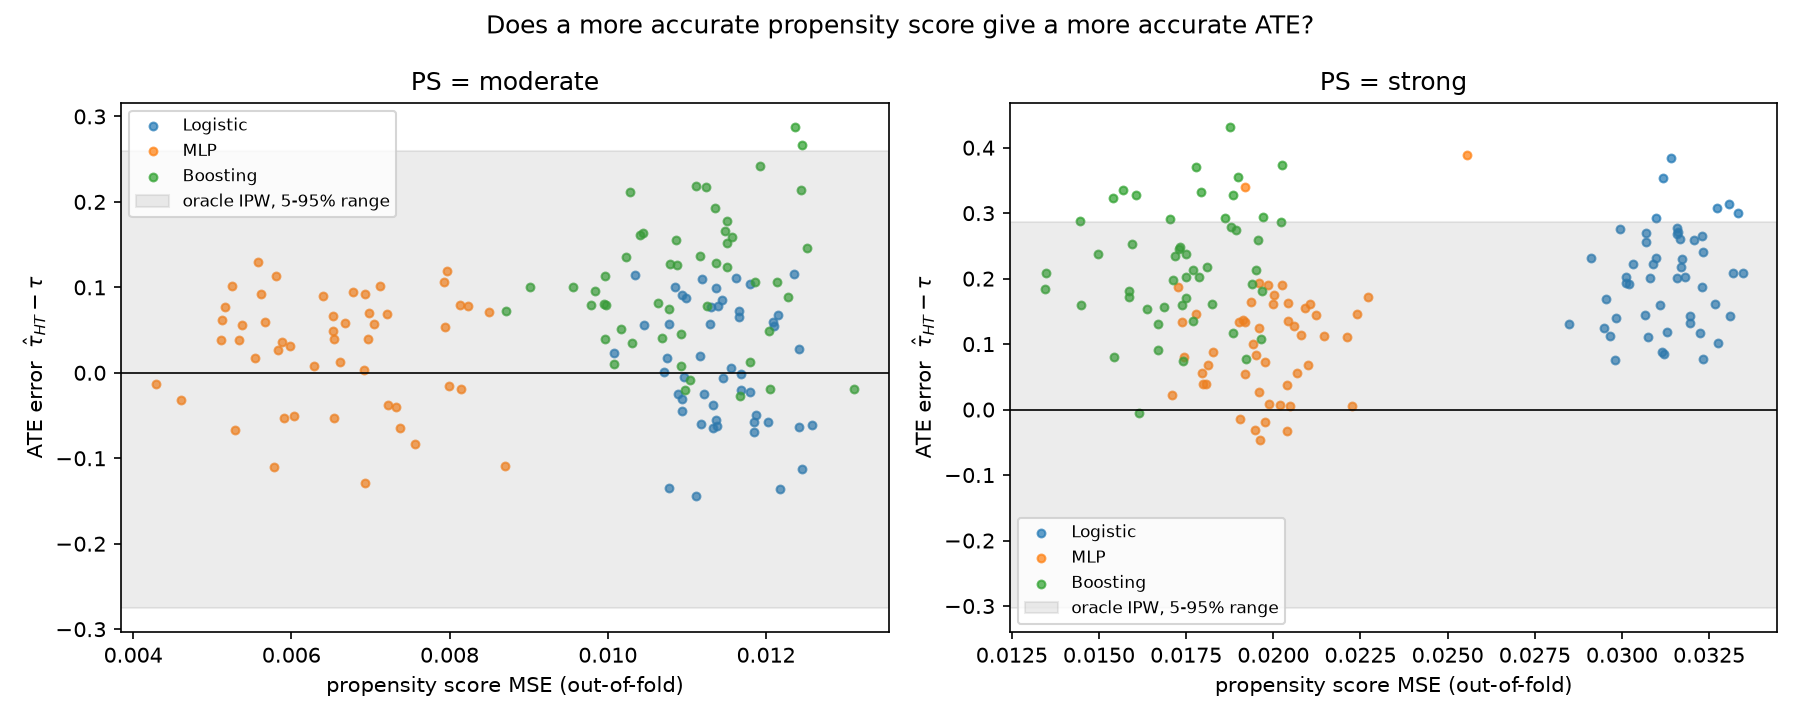 Does a more accurate propensity score give a more accurate ATE?
PS = moderate
0.3
0.2
0.1
0.0
−0.1
−0.2
−0.3
ATE error  τ̂_HT − τ
Logistic
MLP
Boosting
oracle IPW, 5-95% range
0.004
0.006
0.008
0.010
0.012
propensity score MSE (out-of-fold)
PS = strong
0.4
0.3
0.2
0.1
0.0
−0.1
−0.2
−0.3
ATE error  τ̂_HT − τ
Logistic
MLP
Boosting
oracle IPW, 5-95% range
0.0125 0.0150 0.0175 0.0200 0.0225 0.0250 0.0275 0.0300 0.0325
propensity score MSE (out-of-fold)